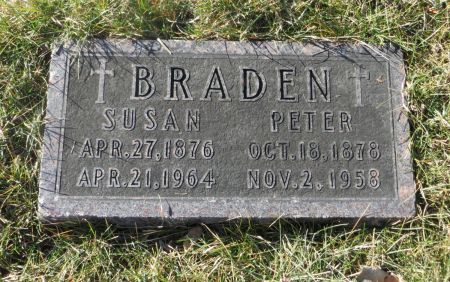 BRADEN
SUSAN PETER
APR. 27, 1876 OCT. 18, 1878
APR. 21, 1964 NOV. 2, 1958